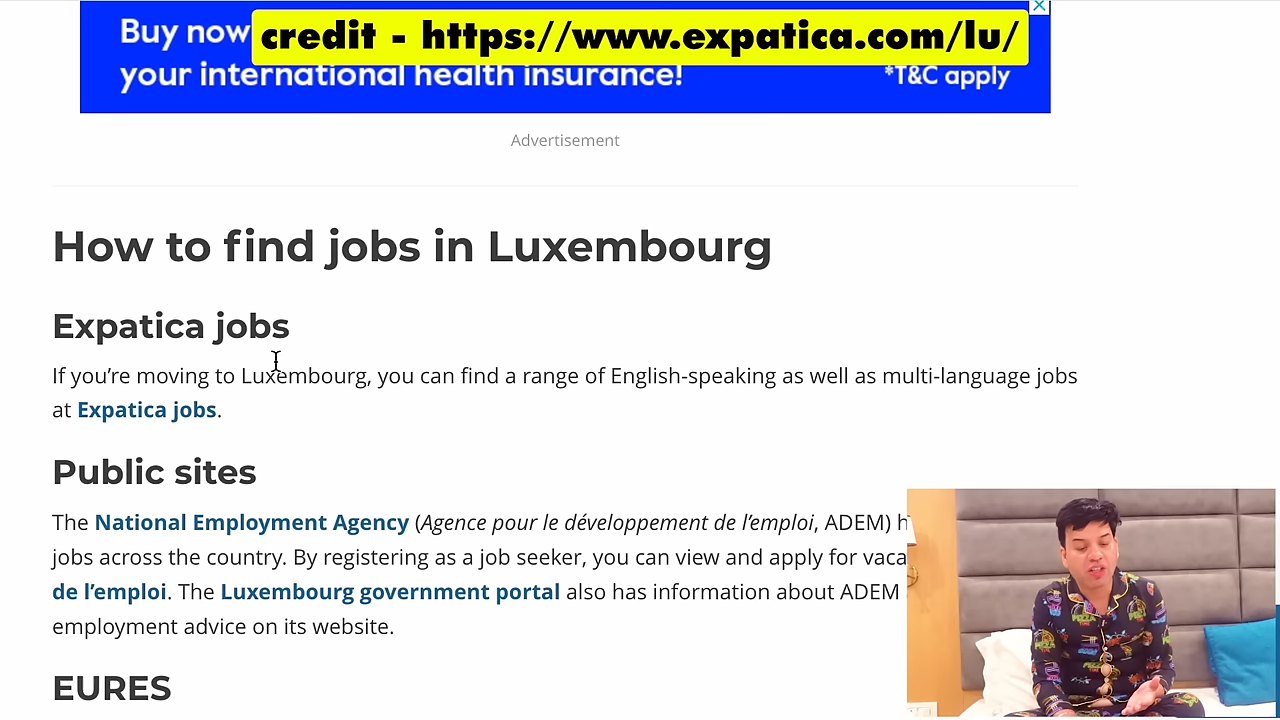 Buy now
credit - https://www.expatica.com/lu/
your international health insurance!
*T&C apply
Advertisement
How to find jobs in Luxembourg
Expatica jobs
If you're moving to Luxembourg, you can find a range of English-speaking as well as multi-language jobs
at Expatica jobs.
Public sites
The National Employment Agency (Agence pour le développement de l'emploi, ADEM)
jobs across the country. By registering as a job seeker, you can view and apply for
de l'emploi. The Luxembourg government portal also has information about ADEM
employment advice on its website.
EURES